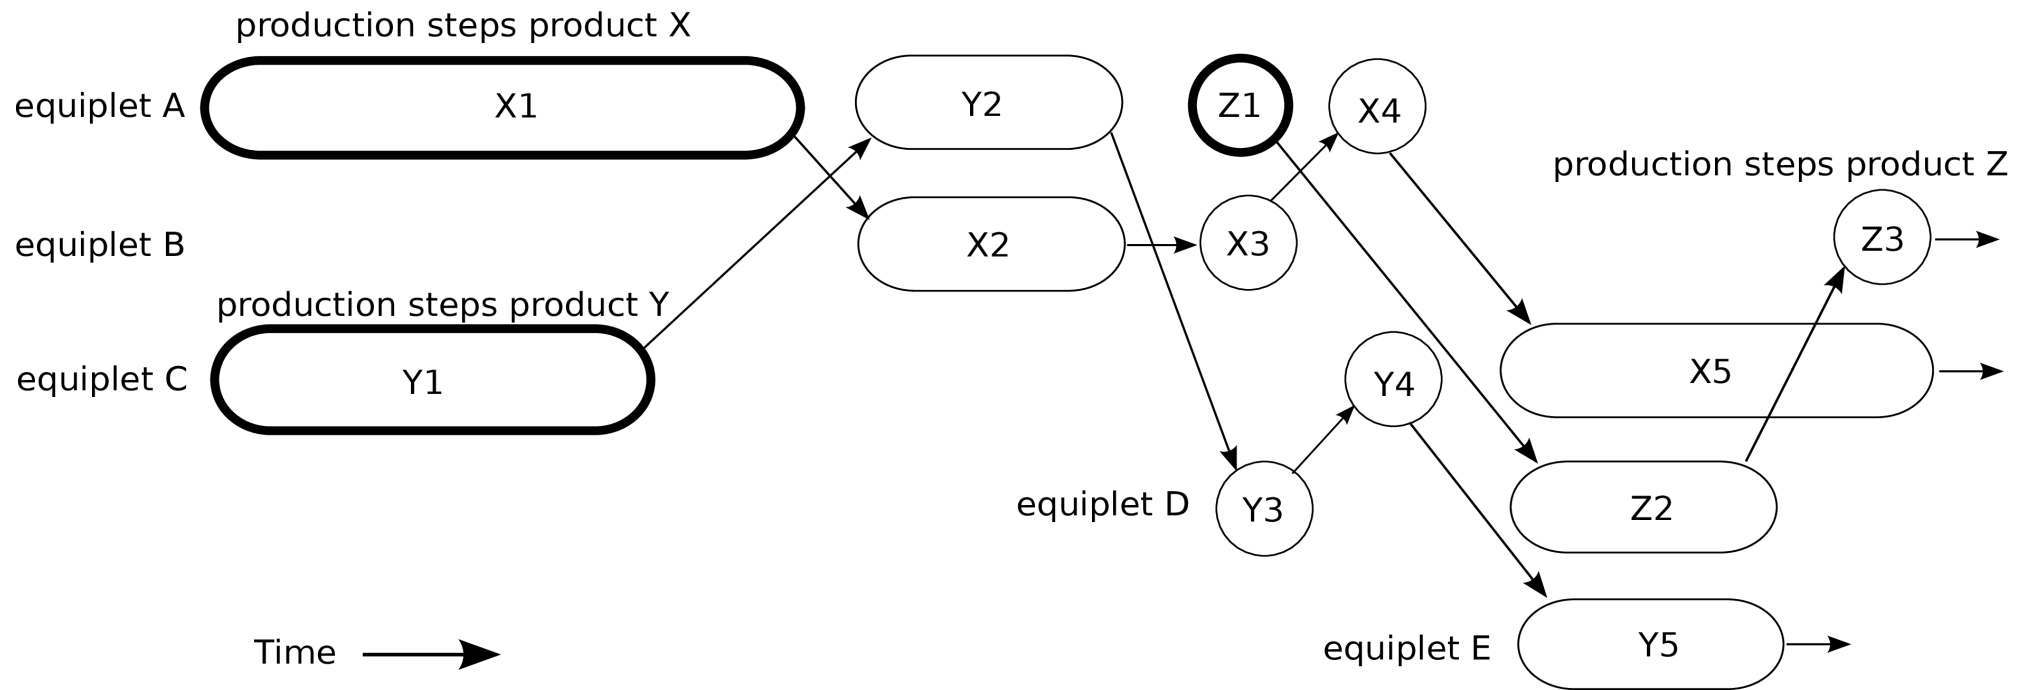 production steps product X
equiplet A
X1
Y2
Z1
X4
production steps product Z
equiplet B
X2
X3
Z3
production steps product Y
equiplet C
Y1
Y4
X5
equiplet D
Y3
Z2
Time
equiplet E
Y5